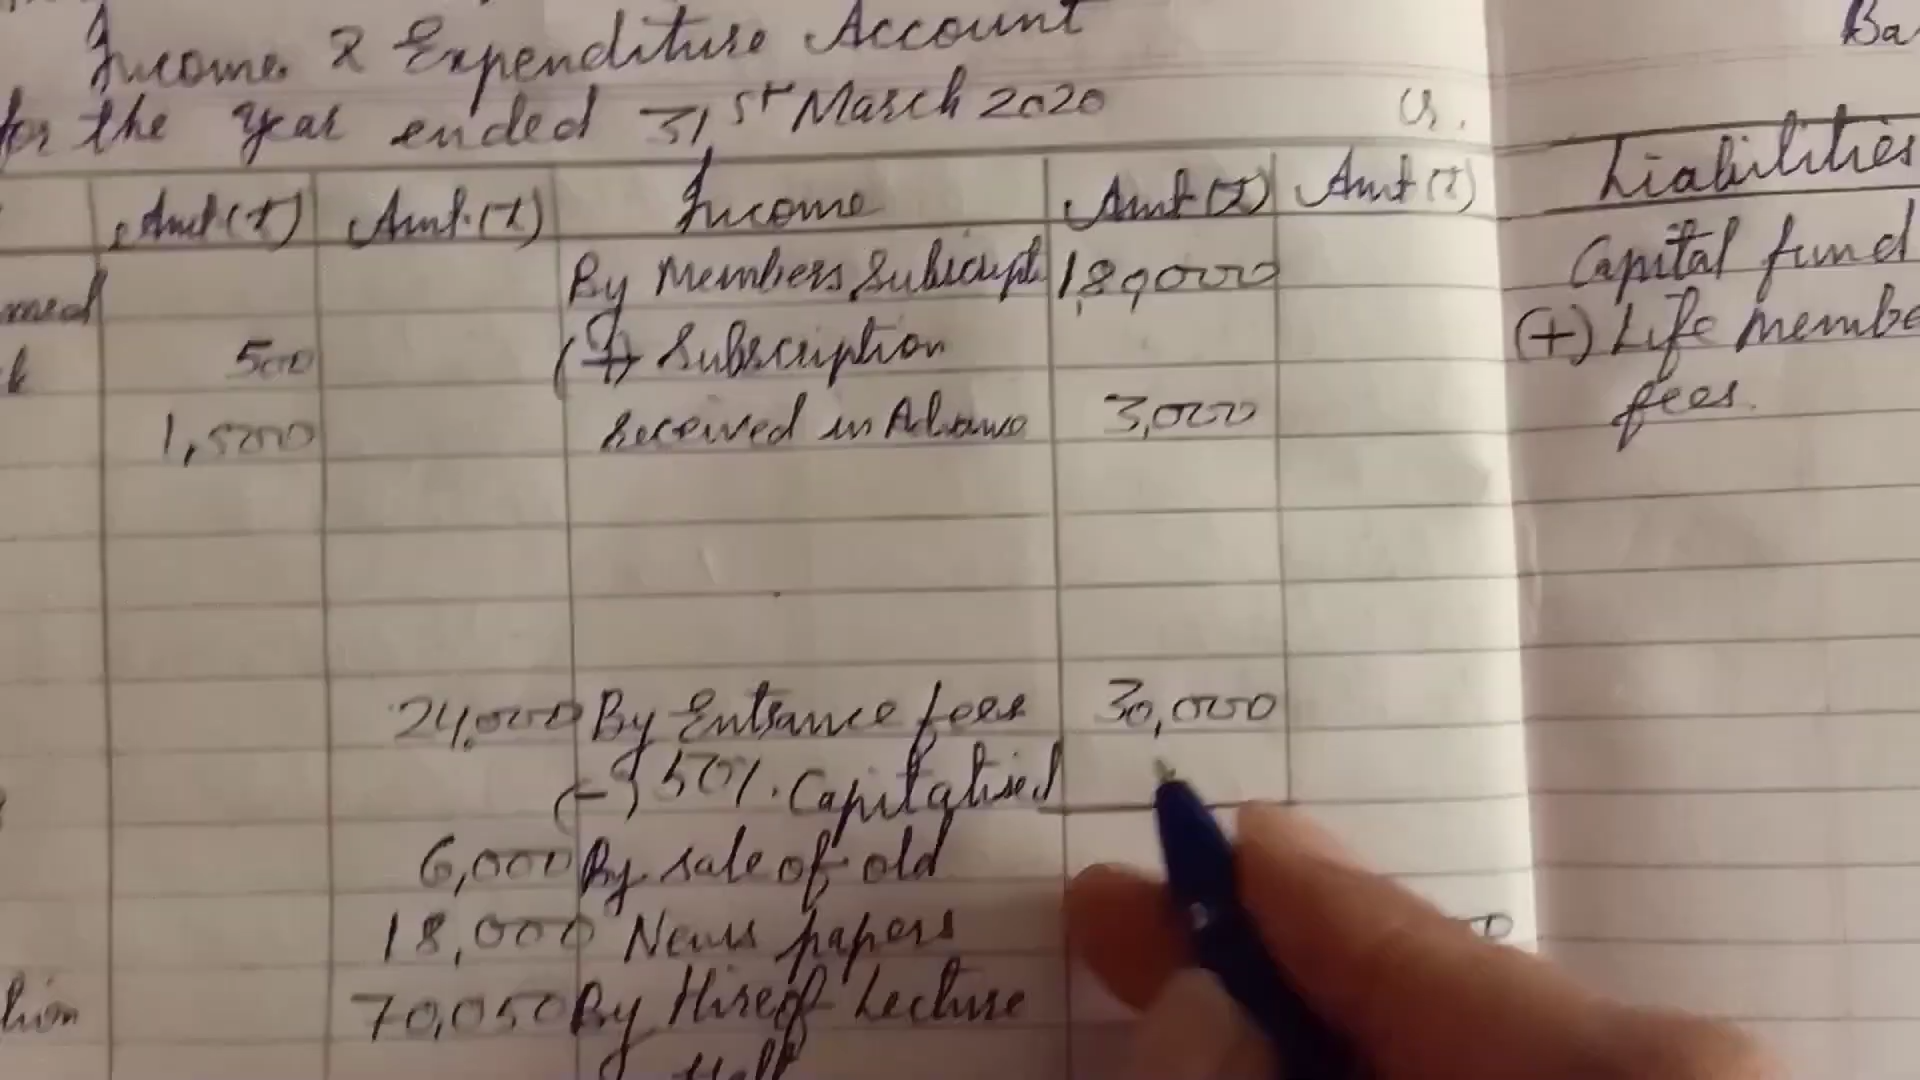 Income & Expenditure Account
for the Year ended 31st March 2020
Cr.
Amt(₹) Amt.(₹) Income Amt(₹) Amt(₹)
By Members Subscript 1,80,000
500 (+) Subscription
1,500 received in Advance 3,000
24,000 By Entrance fees 30,000
(-) 50%. Capitalised
6,000 By sale of old
18,000 News papers
70,050 By Hire of Lecture
Hall
Ba
Liabilities
Capital fund
(+) Life membe
fees.